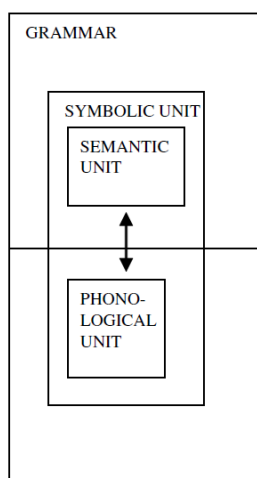 GRAMMAR
SYMBOLIC UNIT
SEMANTIC
UNIT
PHONO-
LOGICAL
UNIT